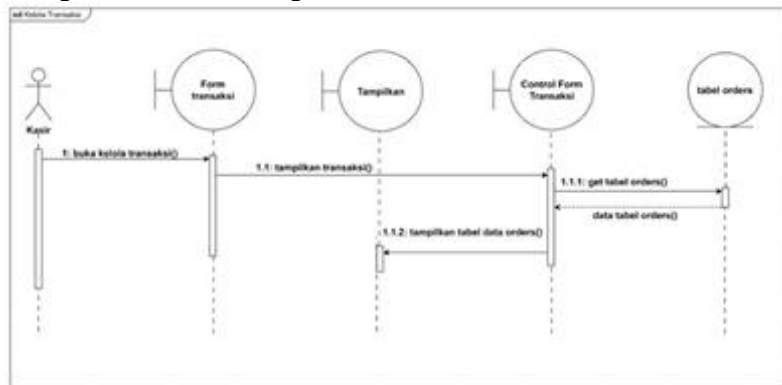 sd Kelola Transaksi
Form
transaksi
Tampilkan
Control Form
Transaksi
tabel orders
Kasir
1: buka kelola transaksi()
1.1: tampilkan transaksi()
1.1.1: get tabel orders()
data tabel orders()
1.1.2: tampilkan tabel data orders()